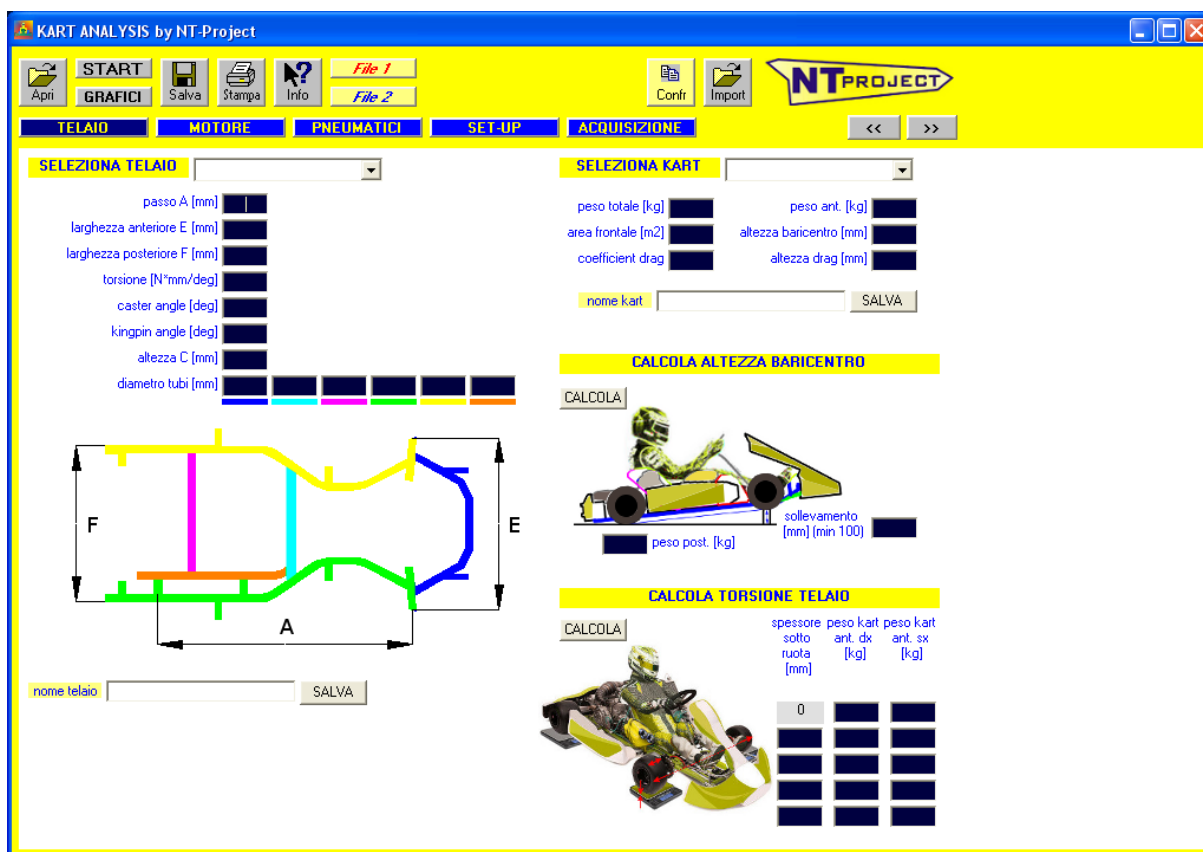 KART ANALYSIS by NT-Project
START
File 1
Apri
GRAFICI
Salva
Stampa
Info
File 2
Confr
Import
NTPROJECT
TELAIO
MOTORE
PNEUMATICI
SET-UP
ACQUISIZIONE
<<
>>
SELEZIONA TELAIO
passo A [mm]
larghezza anteriore E [mm]
larghezza posteriore F [mm]
torsione [N*mm/deg]
caster angle [deg]
kingpin angle [deg]
altezza C [mm]
diametro tubi [mm]
F
E
A
nome telaio
SALVA
SELEZIONA KART
peso totale [kg]
peso ant. [kg]
area frontale [m2]
altezza baricentro [mm]
coefficient drag
altezza drag [mm]
nome kart
SALVA
CALCOLA ALTEZZA BARICENTRO
CALCOLA
sollevamento
[mm] (min 100)
peso post. [kg]
CALCOLA TORSIONE TELAIO
CALCOLA
spessore
sotto
ruota
[mm]
peso kart
ant. dx
[kg]
peso kart
ant. sx
[kg]
0